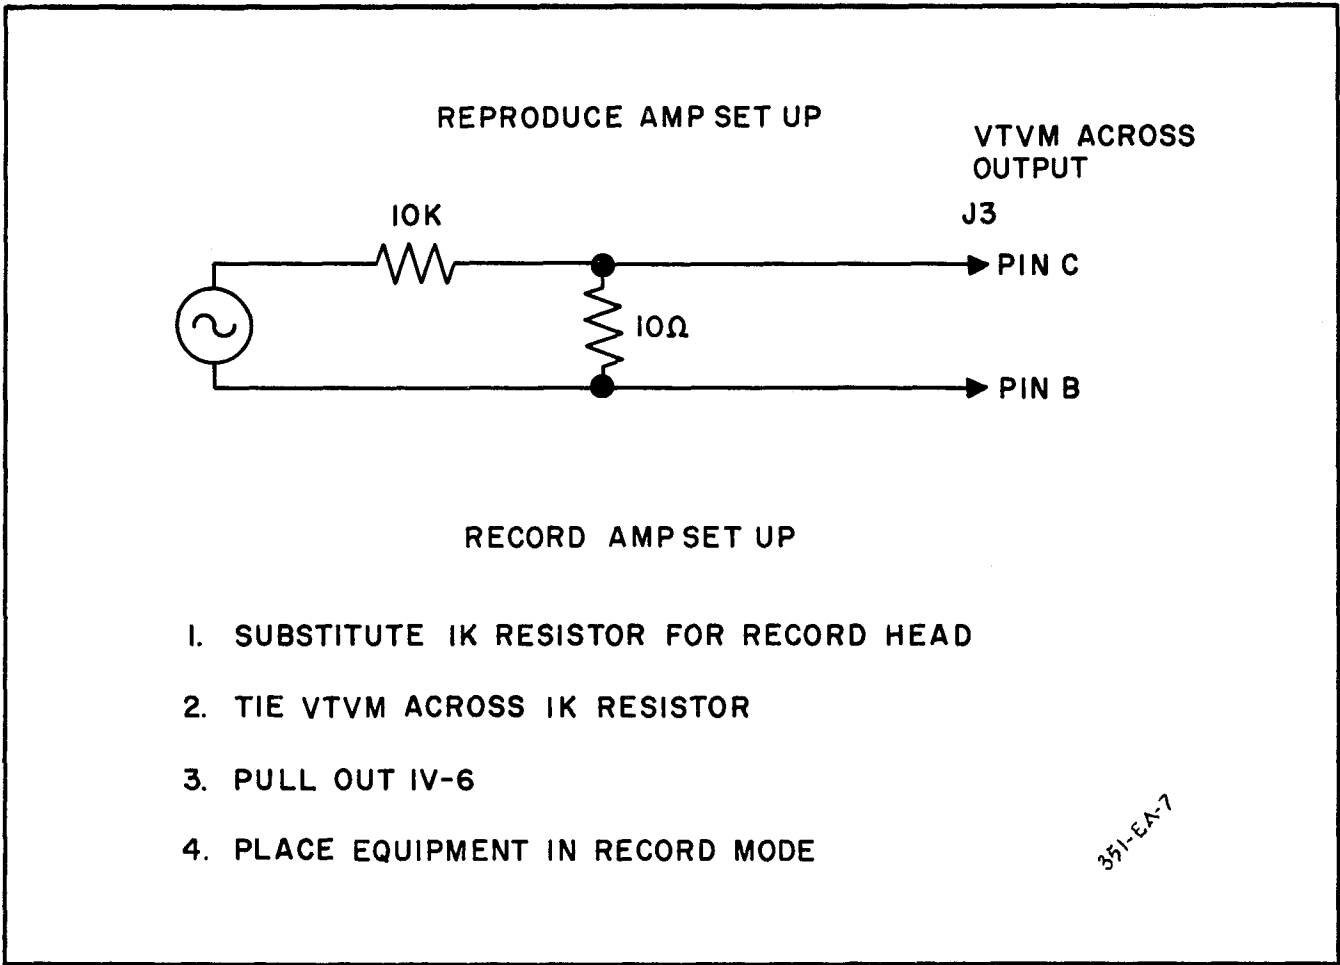 REPRODUCE AMP SET UP
VTVM ACROSS
OUTPUT
J3
10K
PIN C
10Ω
PIN B
RECORD AMP SET UP
1. SUBSTITUTE 1K RESISTOR FOR RECORD HEAD
2. TIE VTVM ACROSS 1K RESISTOR
3. PULL OUT 1V-6
4. PLACE EQUIPMENT IN RECORD MODE
351-EA-7